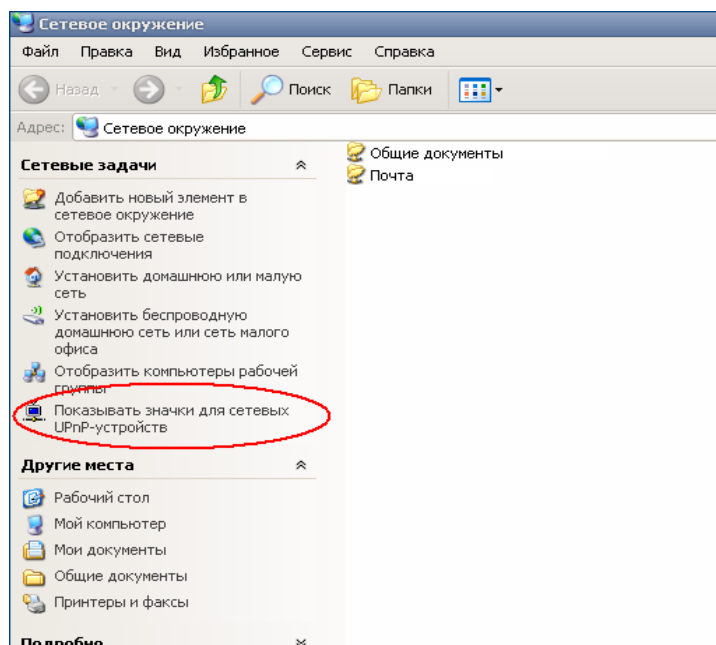 Сетевое окружение
Файл Правка Вид Избранное Сервис Справка
Назад Поиск Папки
Адрес: Сетевое окружение
Сетевые задачи
Добавить новый элемент в
сетевое окружение
Отобразить сетевые
подключения
Установить домашнюю или малую
сеть
Установить беспроводную
домашнюю сеть или сеть малого
офиса
Отобразить компьютеры рабочей
группы
Показывать значки для сетевых
UPnP-устройств
Другие места
Рабочий стол
Мой компьютер
Мои документы
Общие документы
Принтеры и факсы
Подробно
Общие документы
Почта